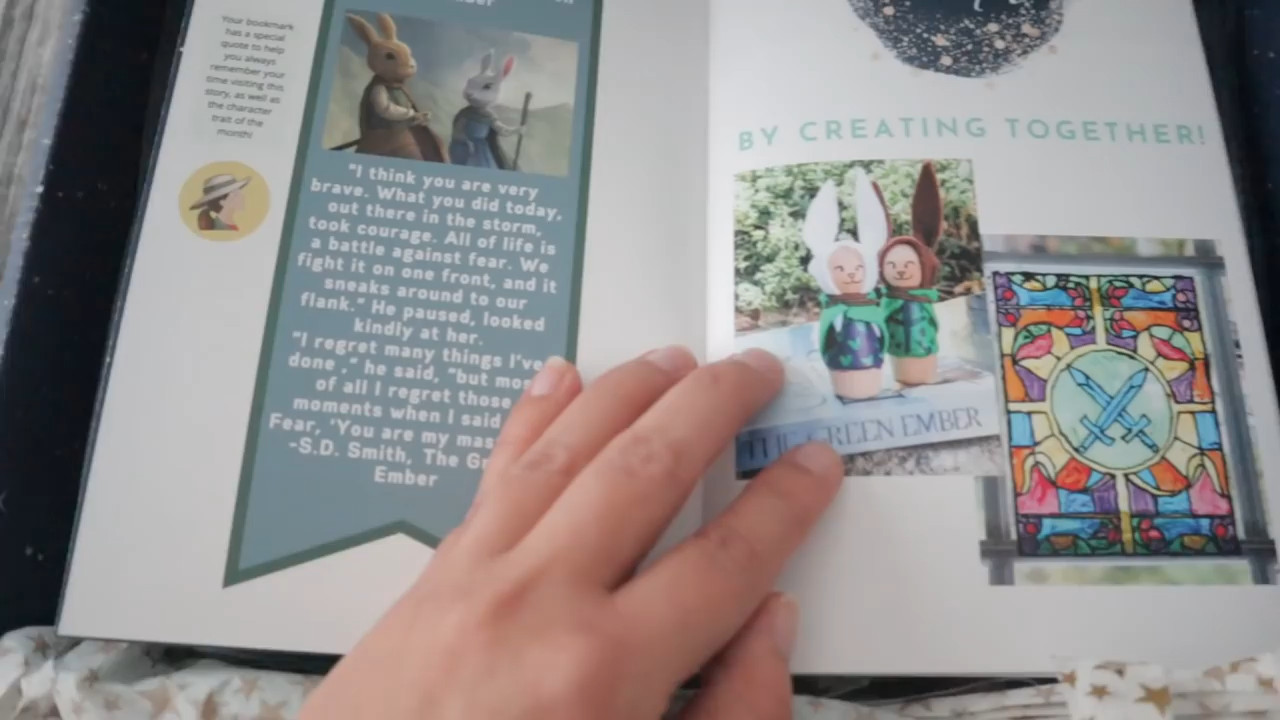 Your bookmark
has a special
quote to help
you always
remember your
time visiting this
story, as well as
the character
trait of the
month!
"I think you are very
brave. What you did today,
out there in the storm,
took courage. All of life is
a battle against fear. We
fight it on one front, and it
sneaks around to our
flank." He paused, looked
kindly at her.
"I regret many things I've
done," he said, "but
of all I regret those
moments when I said
Fear, 'You are my
-S.D. Smith, The
Ember
BY CREATING TOGETHER!
THE GREEN EMBER